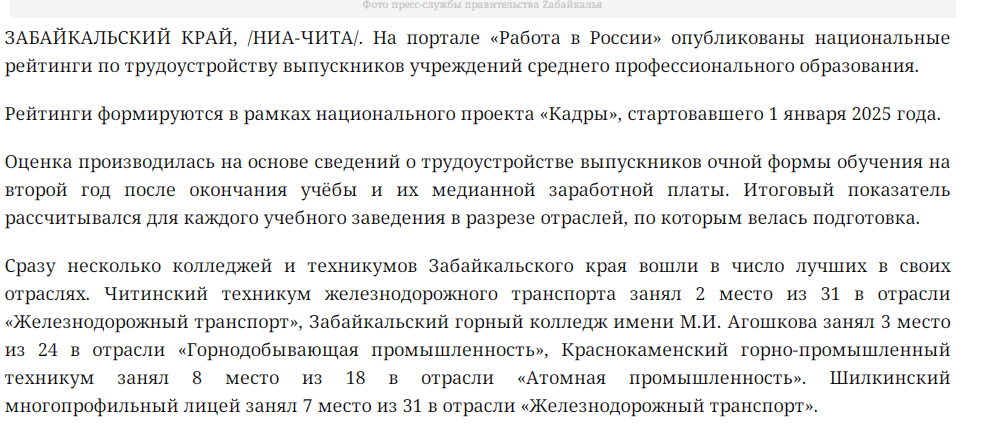 Фото пресс-службы правительства Забайкалья
ЗАБАЙКАЛЬСКИЙ КРАЙ, /НИА-ЧИТА/. На портале «Работа в России» опубликованы национальные
рейтинги по трудоустройству выпускников учреждений среднего профессионального образования.
Рейтинги формируются в рамках национального проекта «Кадры», стартовавшего 1 января 2025 года.
Оценка производилась на основе сведений о трудоустройстве выпускников очной формы обучения на
второй год после окончания учёбы и их медианной заработной платы. Итоговый показатель
рассчитывался для каждого учебного заведения в разрезе отраслей, по которым велась подготовка.
Сразу несколько колледжей и техникумов Забайкальского края вошли в число лучших в своих
отраслях. Читинский техникум железнодорожного транспорта занял 2 место из 31 в отрасли
«Железнодорожный транспорт», Забайкальский горный колледж имени М.И. Агошкова занял 3 место
из 24 в отрасли «Горнодобывающая промышленность», Краснокаменский горно-промышленный
техникум занял 8 место из 18 в отрасли «Атомная промышленность». Шилкинский
многопрофильный лицей занял 7 место из 31 в отрасли «Железнодорожный транспорт».